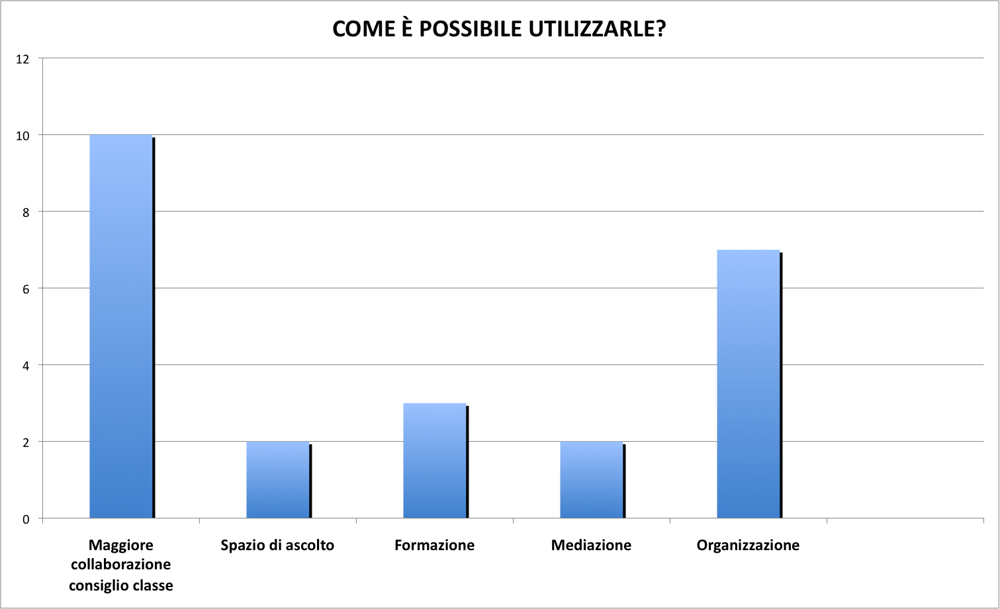 COME È POSSIBILE UTILIZZARLE?
12
10
8
6
4
2
0
Maggiore
collaborazione
consiglio classe
Spazio di ascolto
Formazione
Mediazione
Organizzazione